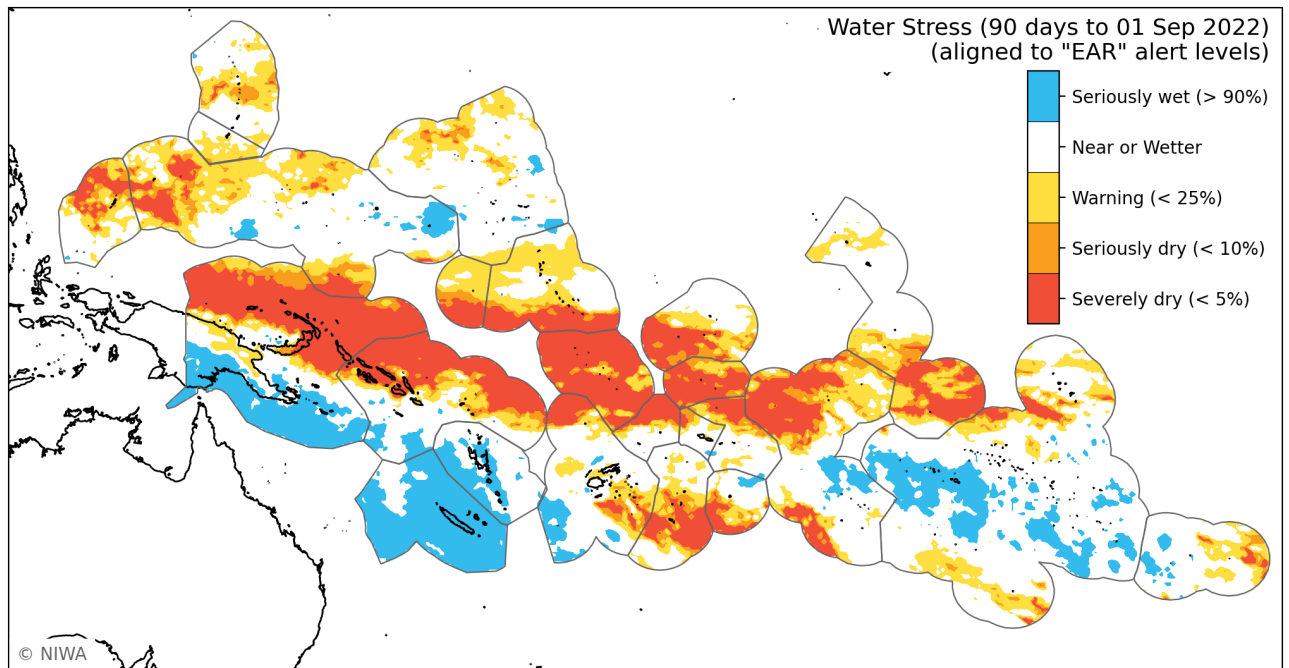 Water Stress (90 days to 01 Sep 2022)
(aligned to "EAR" alert levels)
Seriously wet (> 90%)
Near or Wetter
Warning (< 25%)
Seriously dry (< 10%)
Severely dry (< 5%)
© NIWA